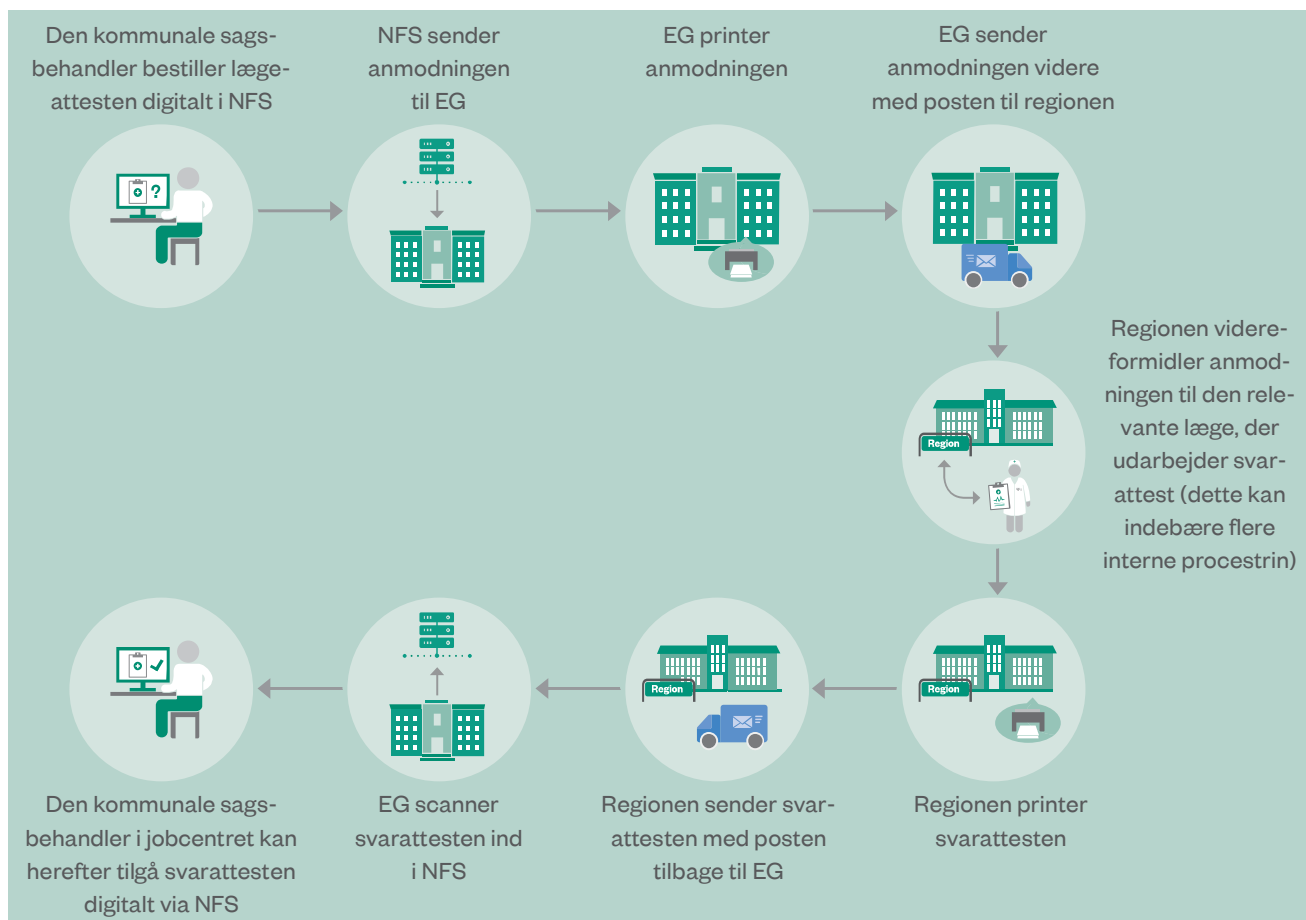 Den kommunale sags-
behandler bestiller læge-
attesten digitalt i NFS
NFS sender
anmodningen
til EG
EG printer
anmodningen
EG sender
anmodningen videre
med posten til regionen
?
Regionen videre-
formidler anmod-
ningen til den rele-
vante læge, der
udarbejder svar-
attest (dette kan
indebære flere
interne procestrin)
Region
Region
Regionen printer
svarattesten
Region
Regionen sender svar-
attesten med posten
tilbage til EG
EG scanner
svarattesten ind
i NFS
Den kommunale sags-
behandler i jobcentret kan
herefter tilgå svarattesten
digitalt via NFS